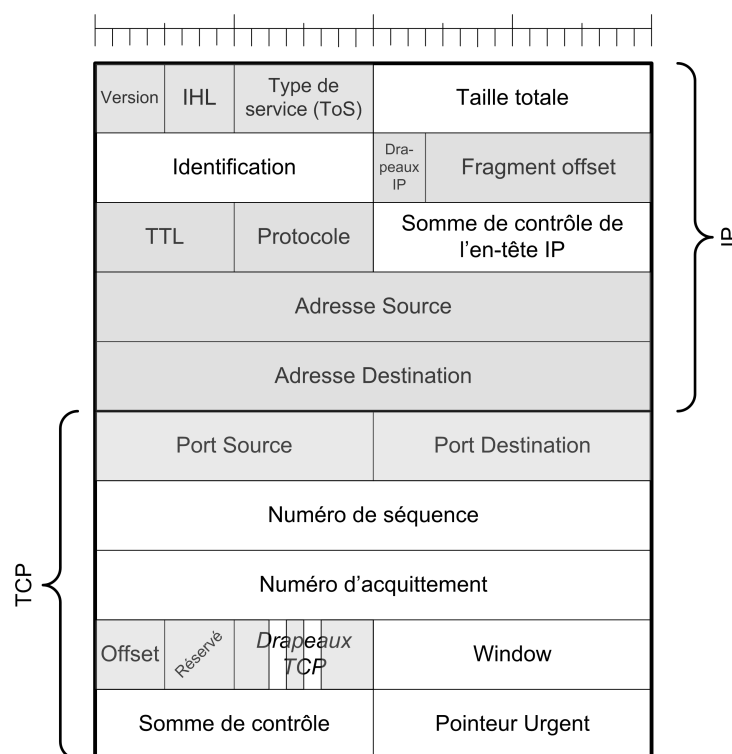 Version
IHL
Type de
service (ToS)
Taille totale
Identification
Dra-
peaux
IP
Fragment offset
TTL
Protocole
Somme de contrôle de
l'en-tête IP
IP
Adresse Source
Adresse Destination
Port Source
Port Destination
Numéro de séquence
TCP
Numéro d'acquittement
Offset
Réservé
Drapeaux
TCP
Window
Somme de contrôle
Pointeur Urgent